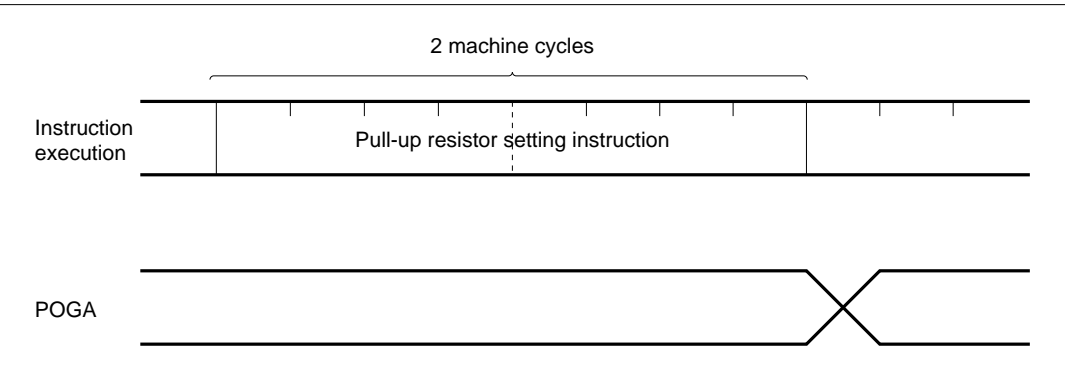 2 machine cycles
Instruction
execution
Pull-up resistor setting instruction
POGA